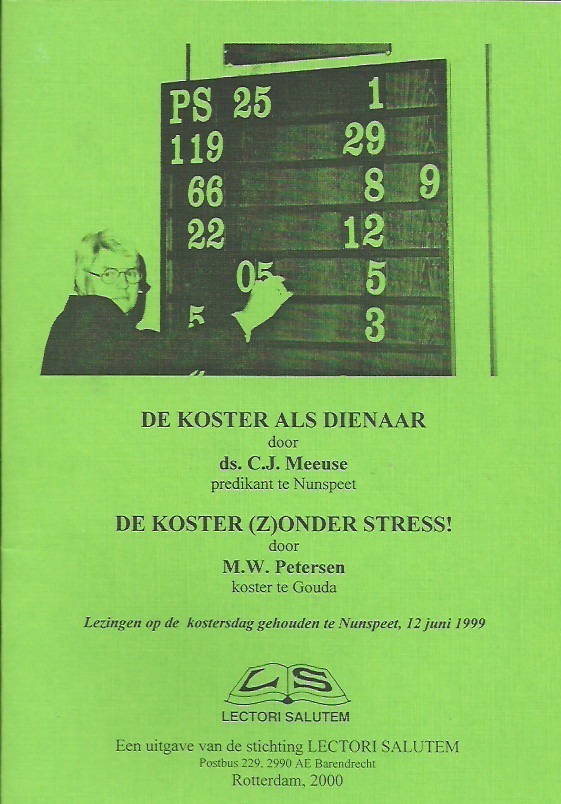 PS 25 1
119 29
66 8 9
22 12
05 5
5 3
DE KOSTER ALS DIENAAR
door
ds. C.J. Meeuse
predikant te Nunspeet
DE KOSTER (Z)ONDER STRESS!
door
M.W. Petersen
koster te Gouda
Lezingen op de kostersdag gehouden te Nunspeet, 12 juni 1999
LS
LECTORI SALUTEM
Een uitgave van de stichting LECTORI SALUTEM
Postbus 229, 2990 AE Barendrecht
Rotterdam, 2000